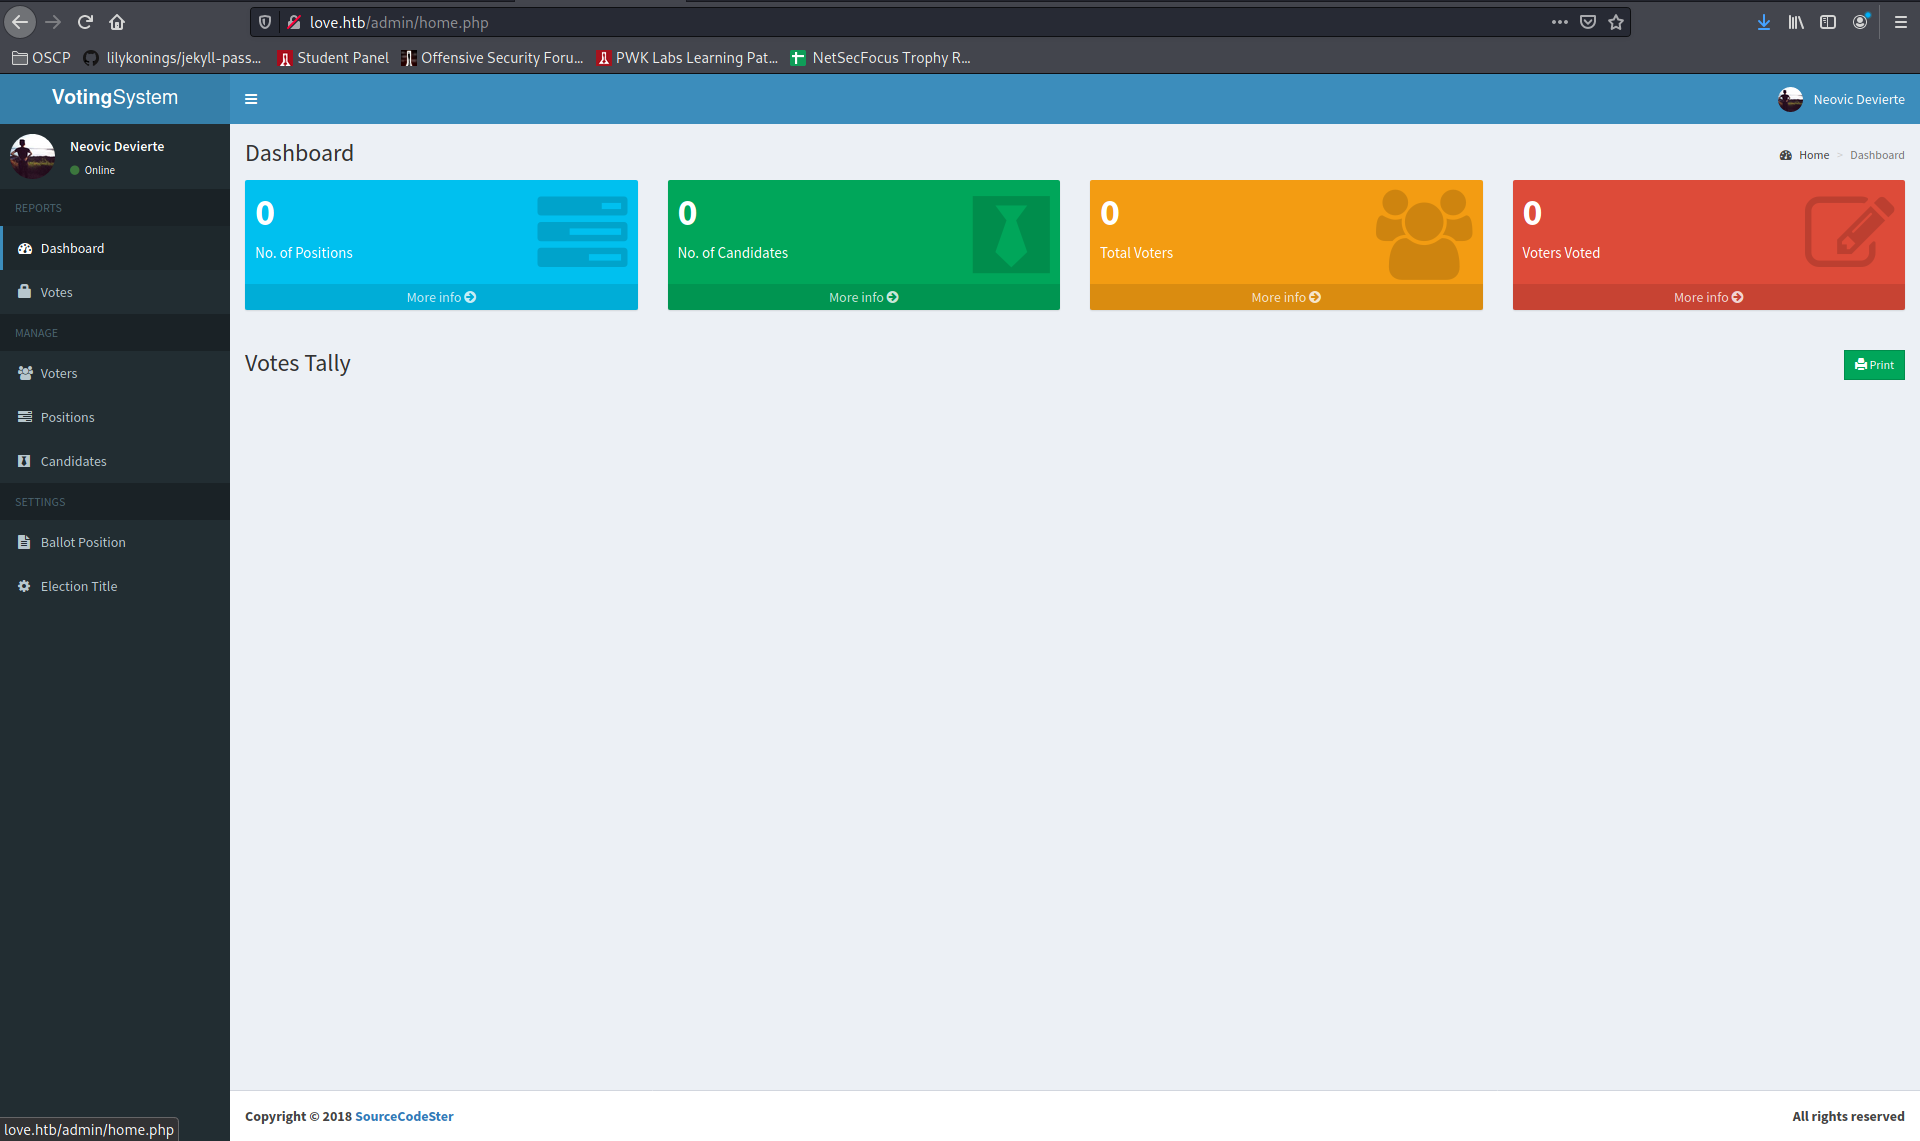 love.htb/admin/home.php
OSCP lilykonings/jekyll-pass... Student Panel Offensive Security Foru... PWK Labs Learning Pat... NetSecFocus Trophy R...
VotingSystem
Neovic Devierte
Neovic Devierte
Online
REPORTS
Dashboard
Votes
MANAGE
Voters
Positions
Candidates
SETTINGS
Ballot Position
Election Title
Dashboard
Home > Dashboard
0
No. of Positions
More info
0
No. of Candidates
More info
0
Total Voters
More info
0
Voters Voted
More info
Votes Tally
Print
Copyright © 2018 SourceCodeSter
All rights reserved
love.htb/admin/home.php